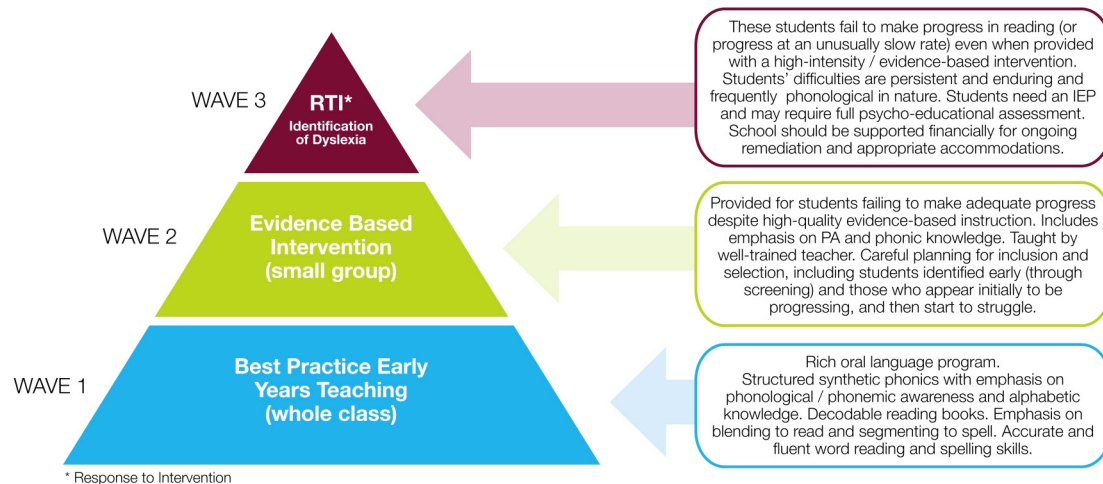 WAVE 3
RTI*
Identification
of Dyslexia
These students fail to make progress in reading (or
progress at an unusually slow rate) even when provided
with a high-intensity / evidence-based intervention.
Students' difficulties are persistent and enduring and
frequently phonological in nature. Students need an IEP
and may require full psycho-educational assessment.
School should be supported financially for ongoing
remediation and appropriate accommodations.
WAVE 2
Evidence Based
Intervention
(small group)
Provided for students failing to make adequate progress
despite high-quality evidence-based instruction. Includes
emphasis on PA and phonic knowledge. Taught by
well-trained teacher. Careful planning for inclusion and
selection, including students identified early (through
screening) and those who appear initially to be
progressing, and then start to struggle.
WAVE 1
Best Practice Early
Years Teaching
(whole class)
Rich oral language program.
Structured synthetic phonics with emphasis on
phonological / phonemic awareness and alphabetic
knowledge. Decodable reading books. Emphasis on
blending to read and segmenting to spell. Accurate and
fluent word reading and spelling skills.
* Response to Intervention